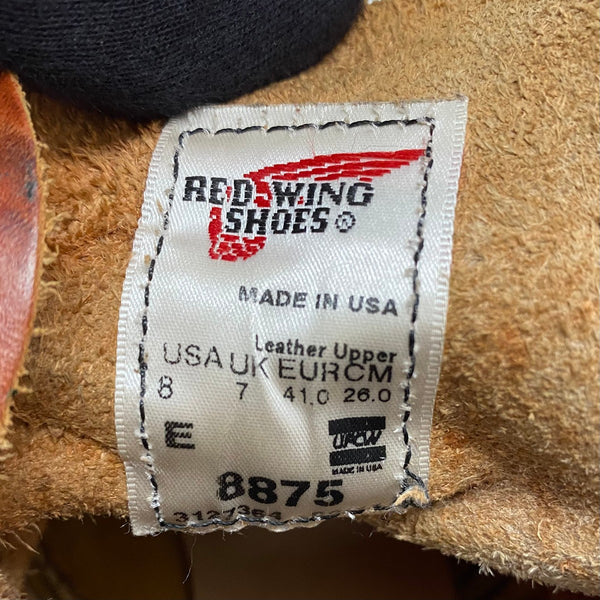 RED WING
SHOES ®
MADE IN USA
Leather Upper
USA UK EUR CM
8 7 41.0 26.0
E
UFCW
MADE IN USA
8875